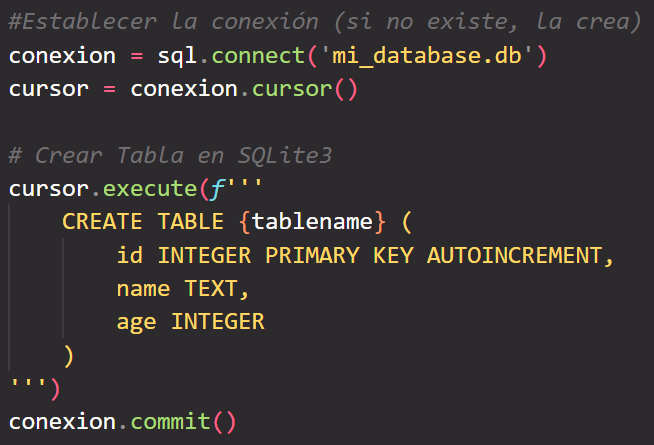 #Establecer la conexión (si no existe, la crea)
conexion = sql.connect('mi_database.db')
cursor = conexion.cursor()

# Crear Tabla en SQLite3
cursor.execute(f'''
    CREATE TABLE {tablename} (
        id INTEGER PRIMARY KEY AUTOINCREMENT,
        name TEXT,
        age INTEGER
    )
''')
conexion.commit()